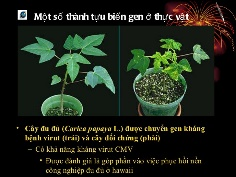 Một số thành tựu biến gen ở thực vật
• Cây đu đủ (Carica papaya L.) được chuyển gen kháng
bệnh virut (trái) và cây đối chứng (phải)
– Có khả năng kháng virut CMV
• Được đánh giá là góp phần vào việc phục hồi nền
công nghiệp đu đủ ở hawaii